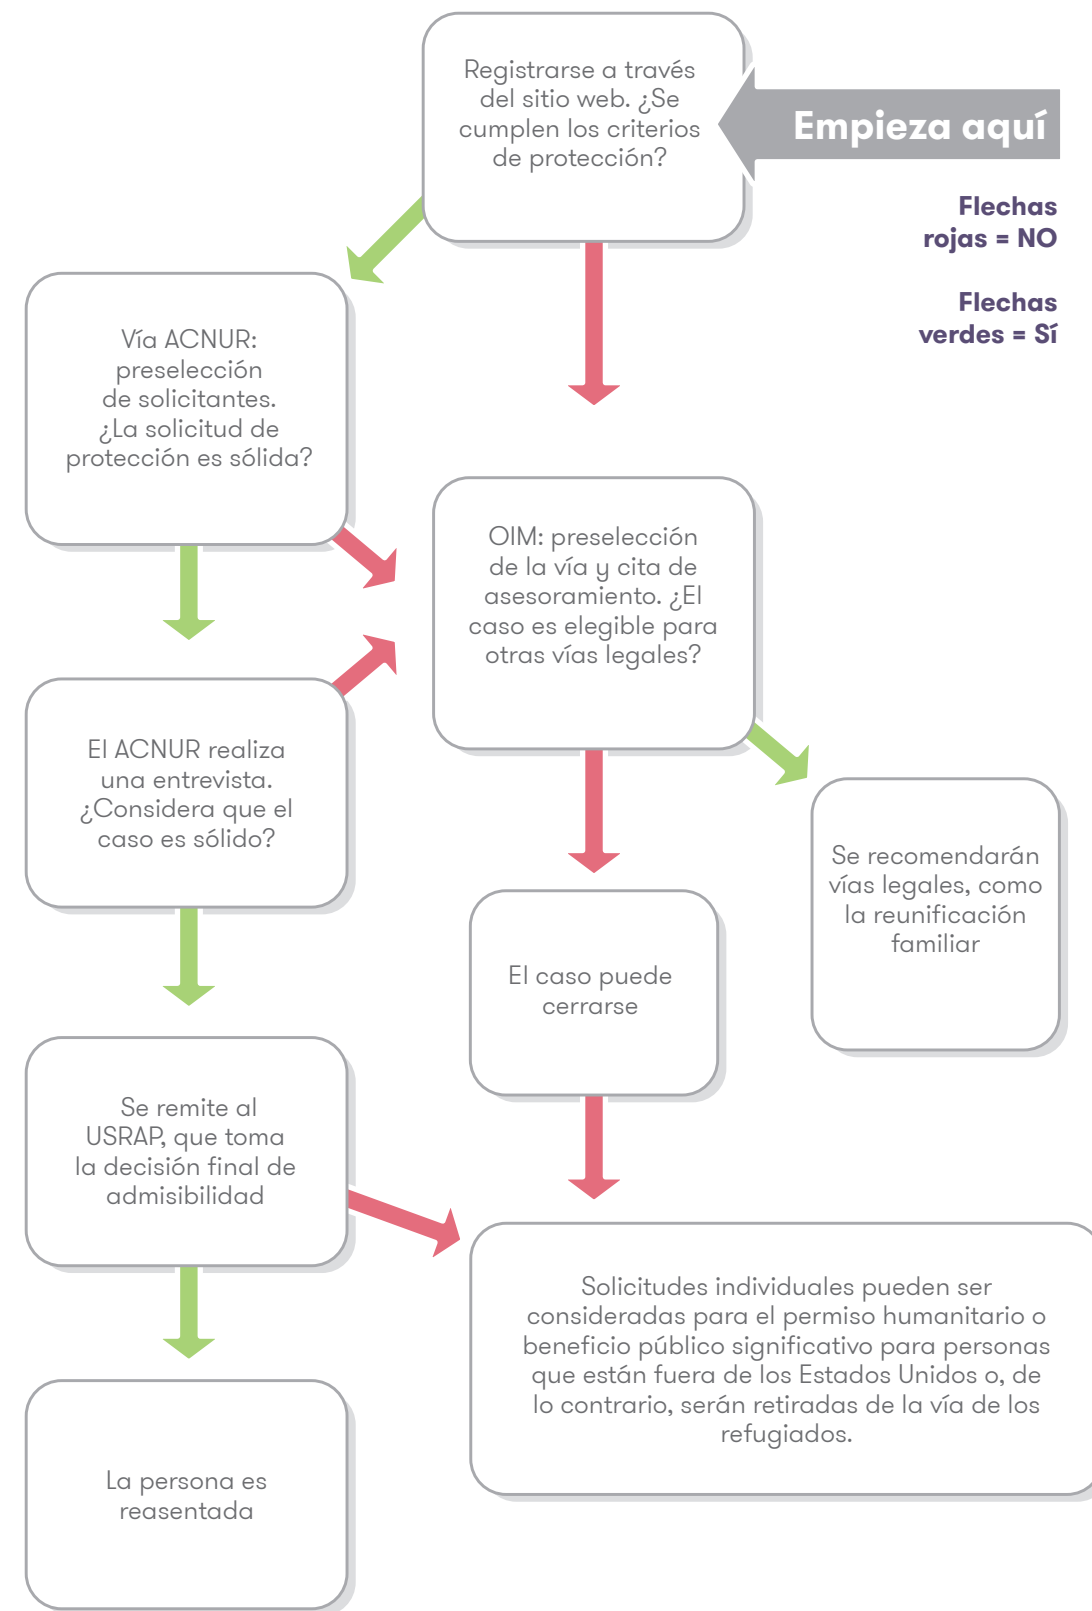 Registrarse a través
del sitio web. ¿Se
cumplen los criterios
de protección?
Empieza aquí
Flechas
rojas = NO
Flechas
verdes = Sí
Vía ACNUR:
preselección
de solicitantes.
¿La solicitud de
protección es sólida?
OIM: preselección
de la vía y cita de
asesoramiento. ¿El
caso es elegible para
otras vías legales?
El ACNUR realiza
una entrevista.
¿Considera que el
caso es sólido?
Se recomendarán
vías legales, como
la reunificación
familiar
El caso puede
cerrarse
Se remite al
USRAP, que toma
la decisión final de
admisibilidad
Solicitudes individuales pueden ser
consideradas para el permiso humanitario o
beneficio público significativo para personas
que están fuera de los Estados Unidos o, de
lo contrario, serán retiradas de la vía de los
refugiados.
La persona es
reasentada